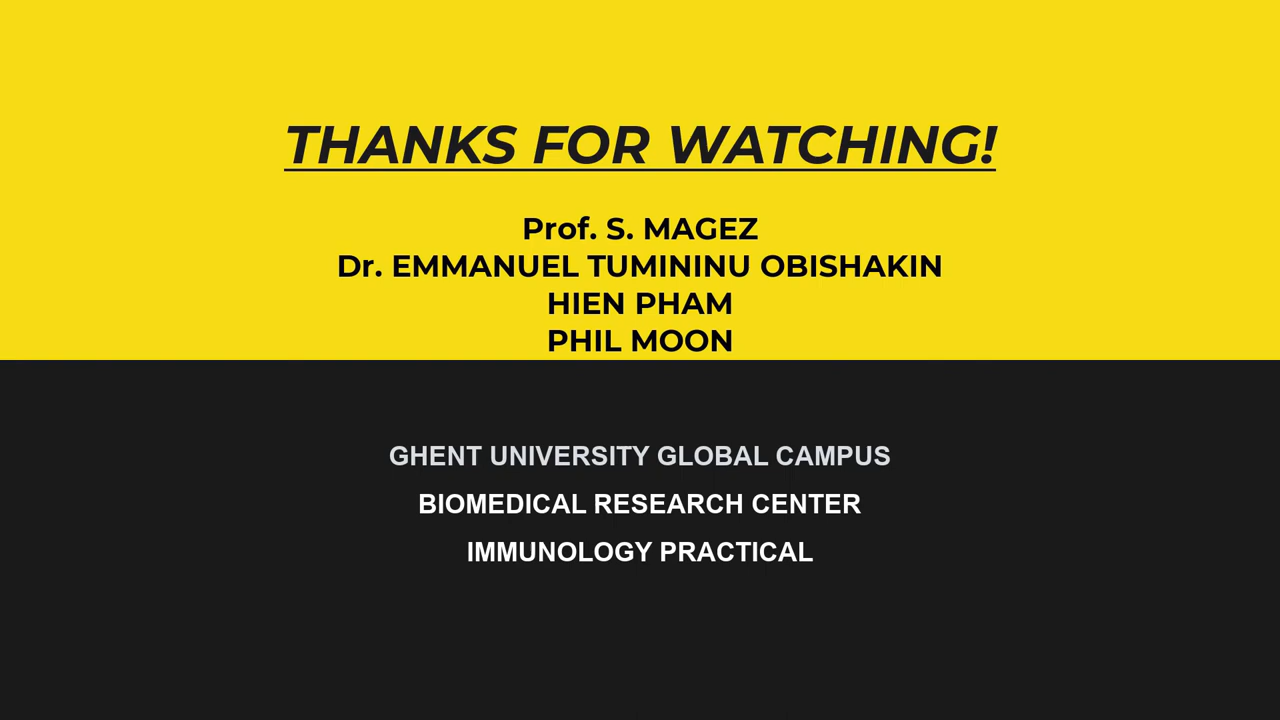 THANKS FOR WATCHING!
Prof. S. MAGEZ
Dr. EMMANUEL TUMININU OBISHAKIN
HIEN PHAM
PHIL MOON
GHENT UNIVERSITY GLOBAL CAMPUS
BIOMEDICAL RESEARCH CENTER
IMMUNOLOGY PRACTICAL